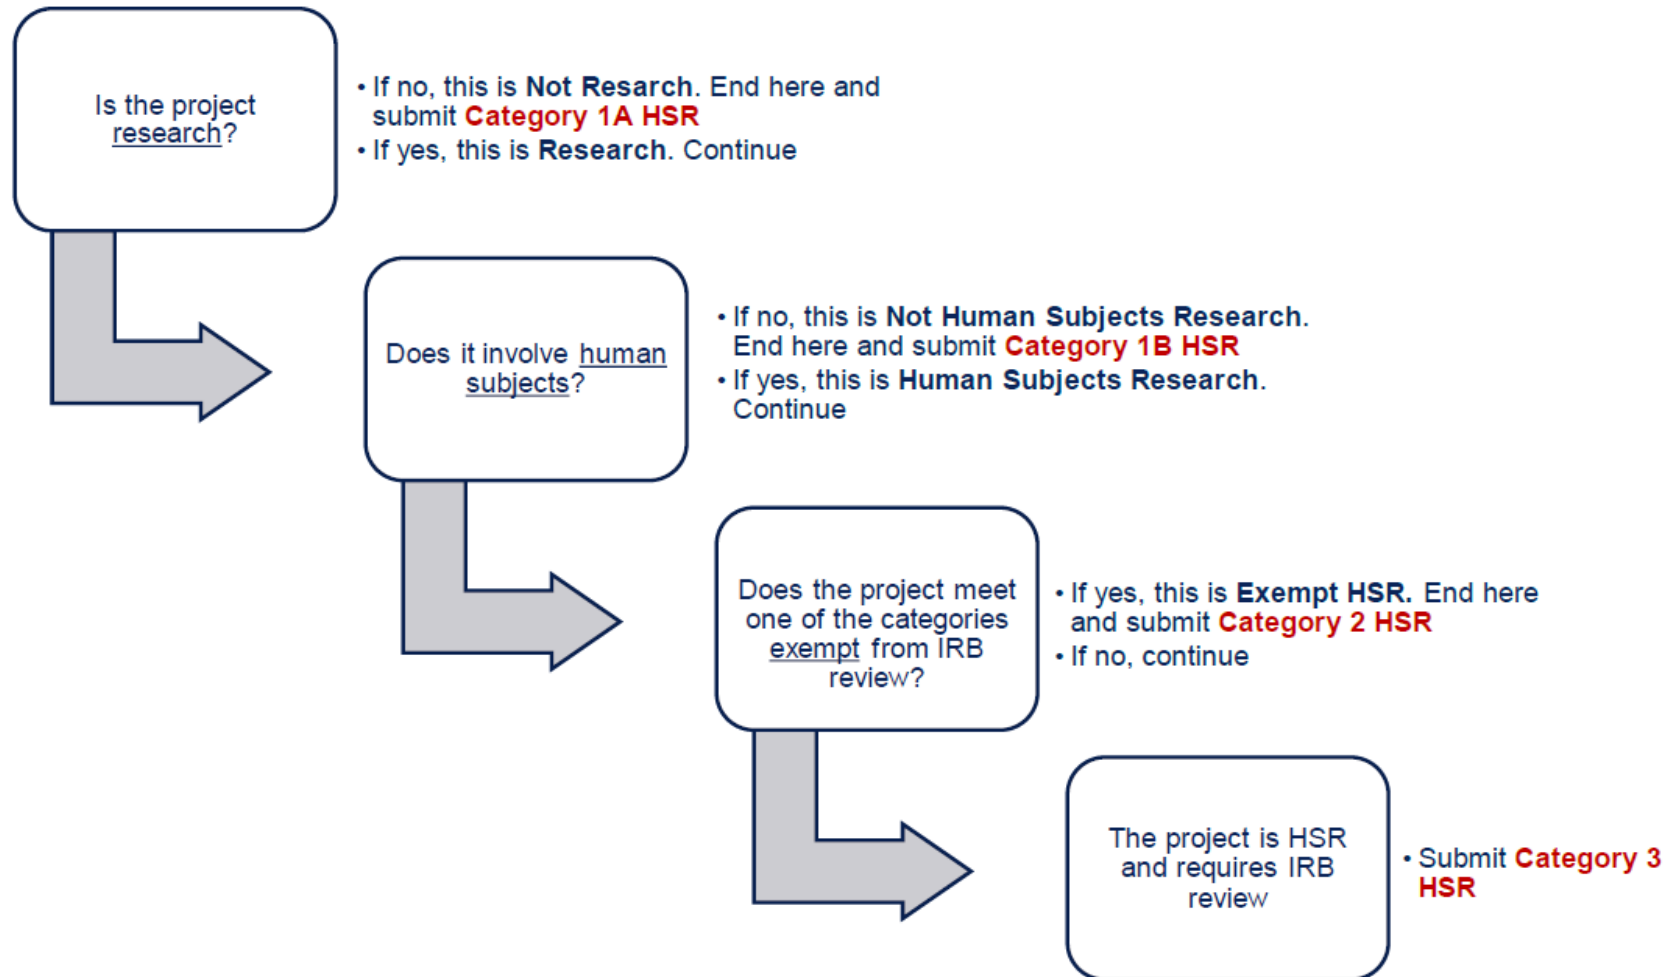 Is the project
research?
• If no, this is Not Resarch. End here and
submit Category 1A HSR
• If yes, this is Research. Continue
Does it involve human
subjects?
• If no, this is Not Human Subjects Research.
End here and submit Category 1B HSR
• If yes, this is Human Subjects Research.
Continue
Does the project meet
one of the categories
exempt from IRB
review?
• If yes, this is Exempt HSR. End here
and submit Category 2 HSR
• If no, continue
The project is HSR
and requires IRB
review
• Submit Category 3
HSR